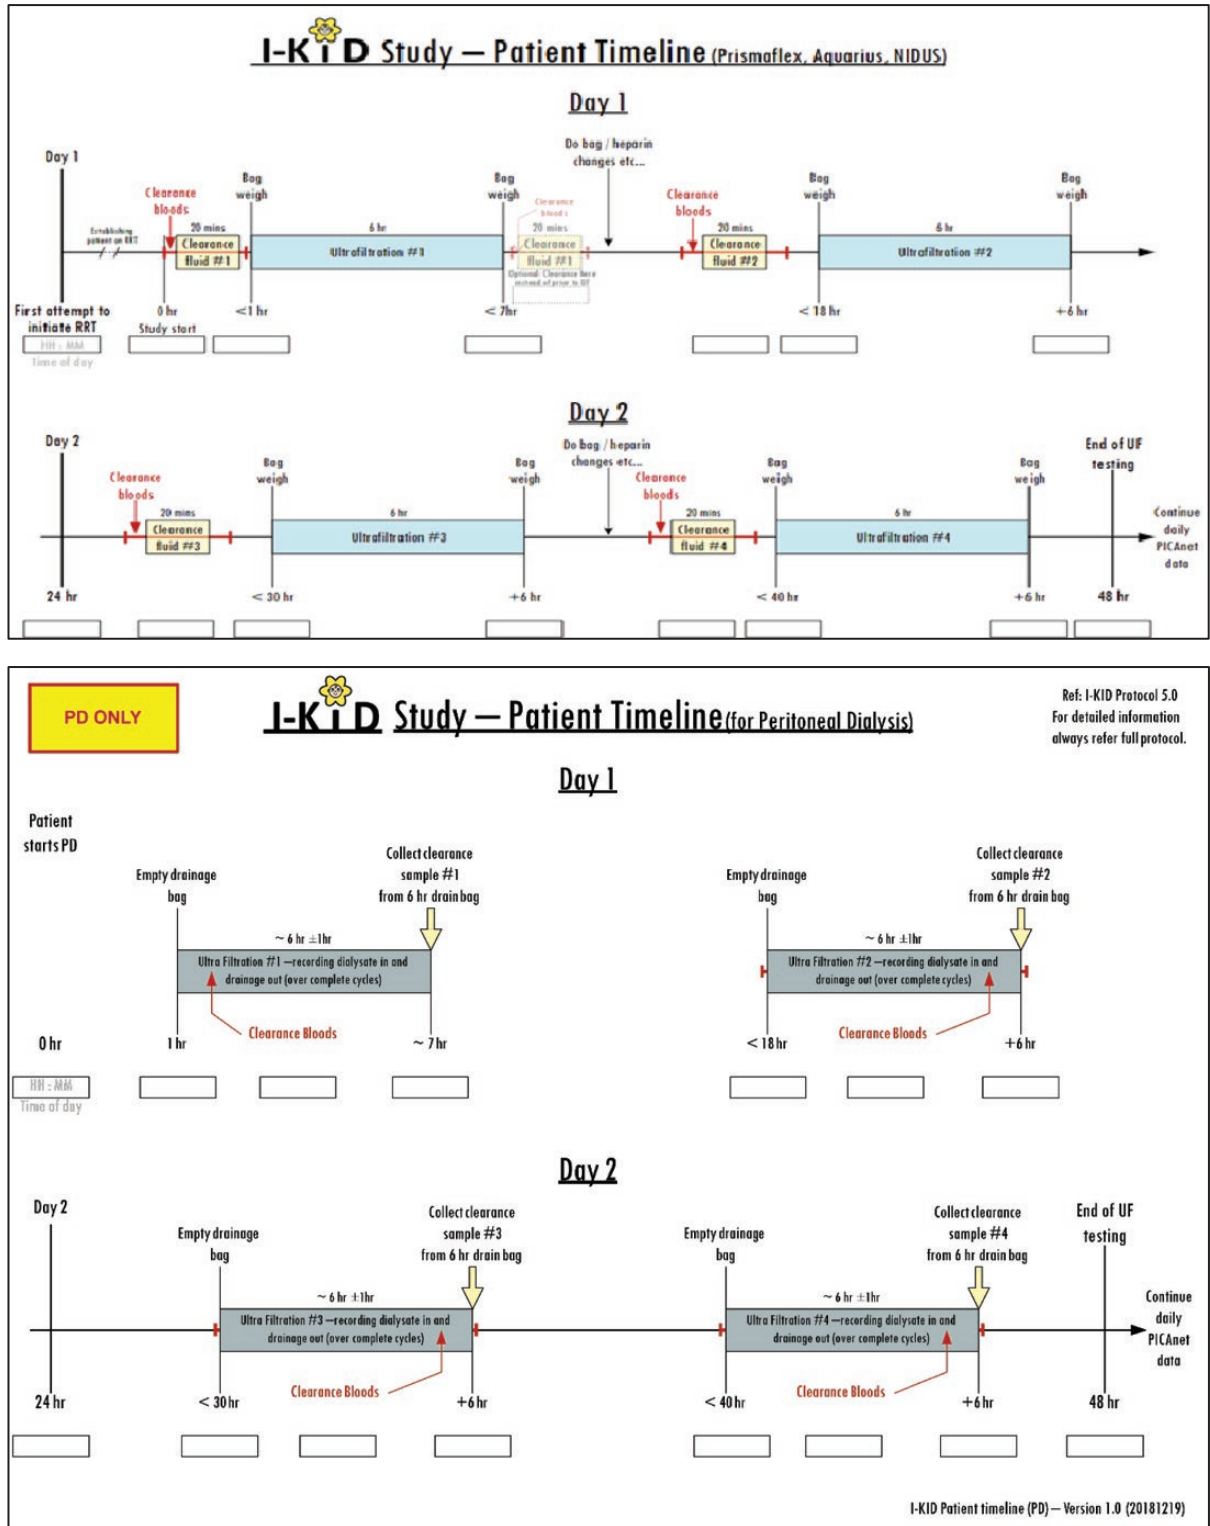 I-KiD Study — Patient Timeline (Prismaflex, Aquarius, NIDUS)
Day 1
Day 1
Establishing
patient on RRT
Clearance
bloods
20 mins
Clearance
fluid #1
Bag
weigh
6 hr
Ultrafiltration #1
Bag
weigh
Clearance
bloods
20 mins
Clearance
fluid #1
Optional: Clearance here
instead of prior to UF
Do bag / heparin
changes etc...
Clearance
bloods
20 mins
Clearance
fluid #2
Bag
weigh
6 hr
Ultrafiltration #2
Bag
weigh
First attempt to
initiate RRT
HH : MM
Time of day
0 hr
Study start
<1 hr
< 7hr
< 18 hr
+6 hr
Day 2
Day 2
Clearance
bloods
20 mins
Clearance
fluid #3
Bag
weigh
6 hr
Ultrafiltration #3
Bag
weigh
Do bag / heparin
changes etc...
Clearance
bloods
20 mins
Clearance
fluid #4
Bag
weigh
6 hr
Ultrafiltration #4
Bag
weigh
End of UF
testing
Continue
daily
PICAnet
data
24 hr
< 30 hr
+6 hr
< 40 hr
+6 hr
48 hr
PD ONLY
I-KiD Study — Patient Timeline (for Peritoneal Dialysis)
Ref: I-KID Protocol 5.0
For detailed information
always refer full protocol.
Day 1
Patient
starts PD
Empty drainage
bag
Collect clearance
sample #1
from 6 hr drain bag
~ 6 hr ±1hr
Ultra Filtration #1 —recording dialysate in and
drainage out (over complete cycles)
Clearance Bloods
Empty drainage
bag
Collect clearance
sample #2
from 6 hr drain bag
~ 6 hr ±1hr
Ultra Filtration #2 —recording dialysate in and
drainage out (over complete cycles)
Clearance Bloods
0 hr
1 hr
~ 7 hr
< 18 hr
+6 hr
HH : MM
Time of day
Day 2
Day 2
Empty drainage
bag
Collect clearance
sample #3
from 6 hr drain bag
~ 6 hr ±1hr
Ultra Filtration #3 —recording dialysate in and
drainage out (over complete cycles)
Clearance Bloods
Empty drainage
bag
Collect clearance
sample #4
from 6 hr drain bag
~ 6 hr ±1hr
Ultra Filtration #4 —recording dialysate in and
drainage out (over complete cycles)
Clearance Bloods
End of UF
testing
Continue
daily
PICAnet
data
24 hr
< 30 hr
+6 hr
< 40 hr
+6 hr
48 hr
I-KID Patient timeline (PD) — Version 1.0 (20181219)